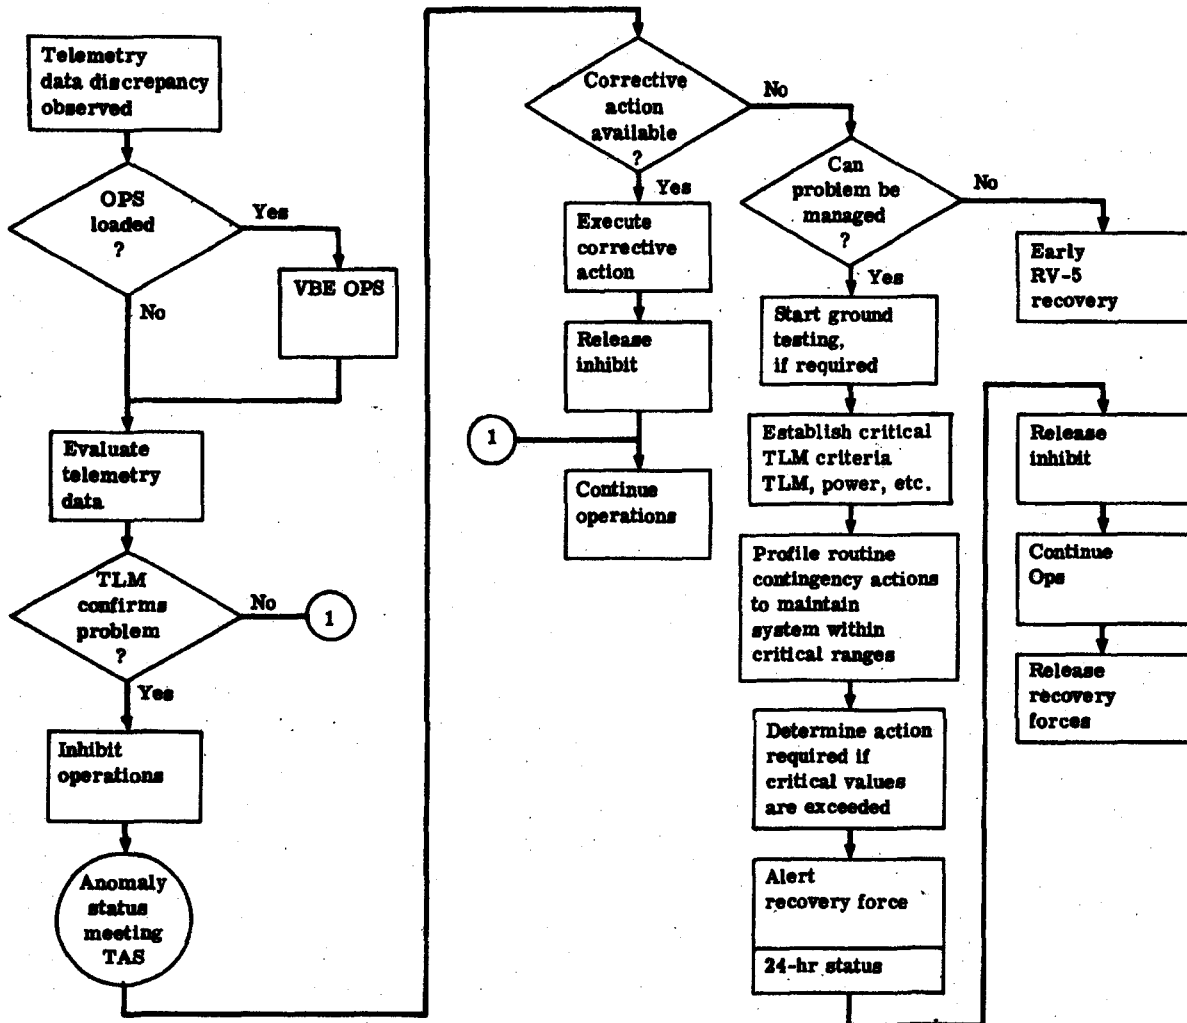 Telemetry
data discrepancy
observed
OPS
loaded
?
Yes
VBE OPS
No
Evaluate
telemetry
data
TLM
confirms
problem
?
No
1
Yes
Inhibit
operations
Anomaly
status
meeting
TAS
Corrective
action
available
?
No
Yes
Execute
corrective
action
Release
inhibit
1
Continue
operations
Can
problem be
managed
?
No
Early
RV-5
recovery
Yes
Start ground
testing,
if required
Establish critical
TLM criteria
TLM, power, etc.
Profile routine
contingency actions
to maintain
system within
critical ranges
Determine action
required if
critical values
are exceeded
Alert
recovery force
24-hr status
Release
inhibit
Continue
Ops
Release
recovery
forces